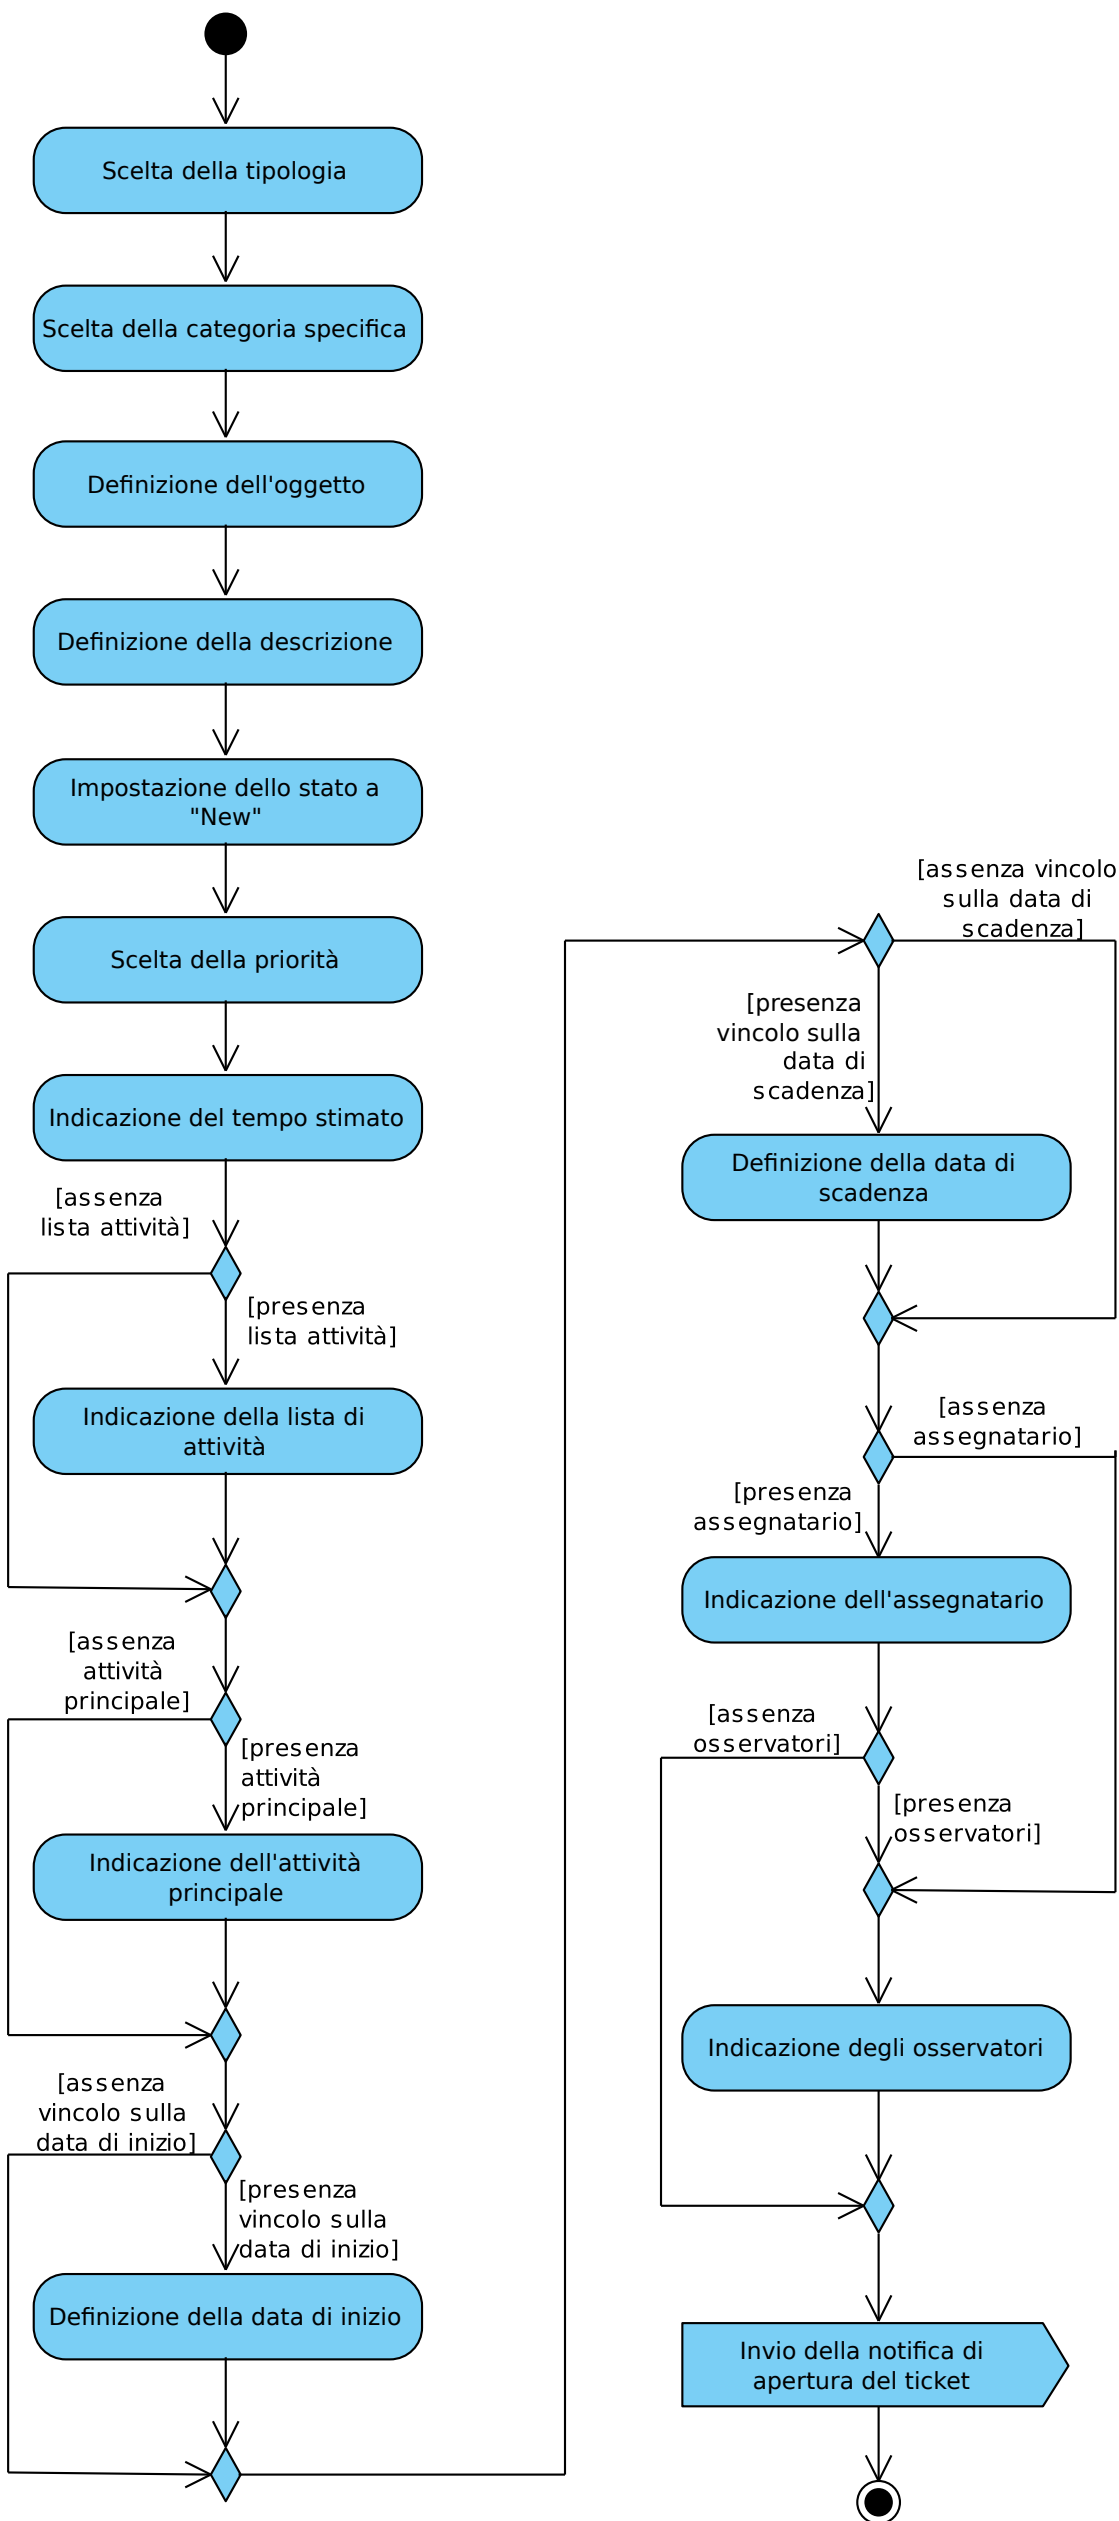 Scelta della tipologia
Scelta della categoria specifica
Definizione dell'oggetto
Definizione della descrizione
Impostazione dello stato a
"New"
Scelta della priorità
Indicazione del tempo stimato
[assenza
lista attività]
[presenza
lista attività]
Indicazione della lista di
attività
[assenza
attività
principale]
[presenza
attività
principale]
Indicazione dell'attività
principale
[assenza
vincolo sulla
data di inizio]
[presenza
vincolo sulla
data di inizio]
Definizione della data di inizio
[assenza vincolo
sulla data di
scadenza]
[presenza
vincolo sulla
data di
scadenza]
Definizione della data di
scadenza
[assenza
assegnatario]
[presenza
assegnatario]
Indicazione dell'assegnatario
[assenza
osservatori]
[presenza
osservatori]
Indicazione degli osservatori
Invio della notifica di
apertura del ticket